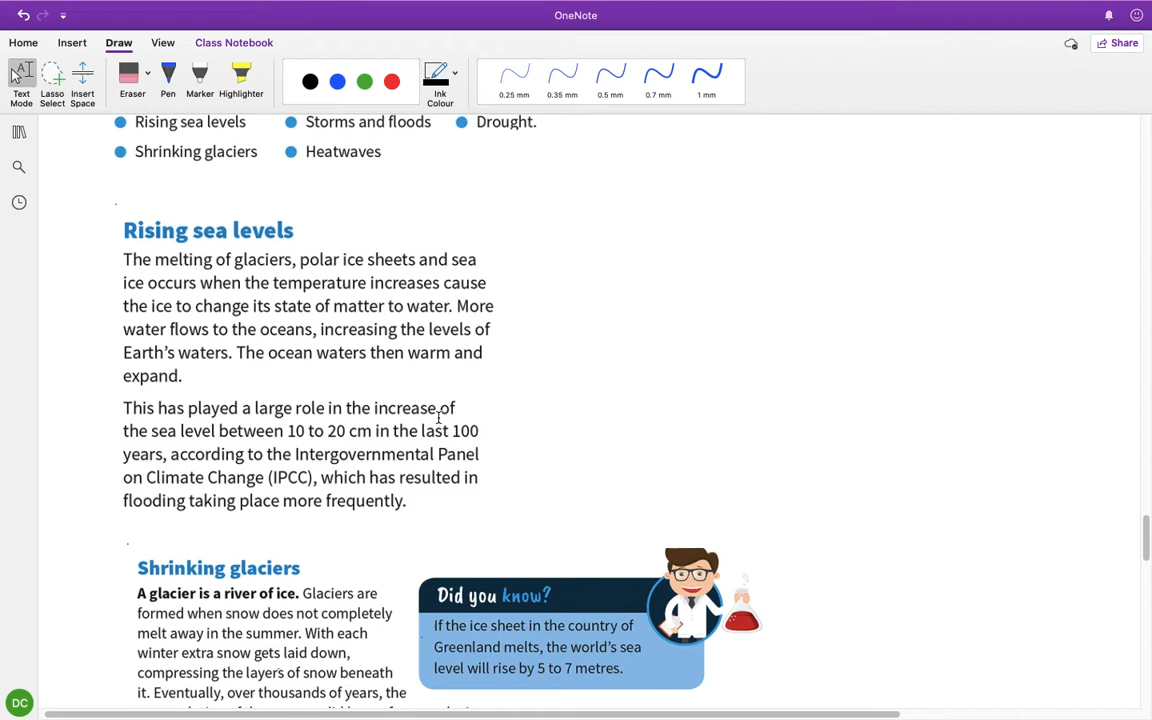 OneNote
Home Insert Draw View Class Notebook
Share
Text Mode
Lasso Select
Insert Space
Eraser
Pen
Marker
Highlighter
Ink Colour
0.25 mm
0.35 mm
0.5 mm
0.7 mm
1 mm
Rising sea levels
Storms and floods
Drought.
Shrinking glaciers
Heatwaves
Rising sea levels
The melting of glaciers, polar ice sheets and sea
ice occurs when the temperature increases cause
the ice to change its state of matter to water. More
water flows to the oceans, increasing the levels of
Earth's waters. The ocean waters then warm and
expand.
This has played a large role in the increase of
the sea level between 10 to 20 cm in the last 100
years, according to the Intergovernmental Panel
on Climate Change (IPCC), which has resulted in
flooding taking place more frequently.
Shrinking glaciers
A glacier is a river of ice. Glaciers are
formed when snow does not completely
melt away in the summer. With each
winter extra snow gets laid down,
compressing the layers of snow beneath
it. Eventually, over thousands of years, the
Did you know?
If the ice sheet in the country of
Greenland melts, the world's sea
level will rise by 5 to 7 metres.
DC